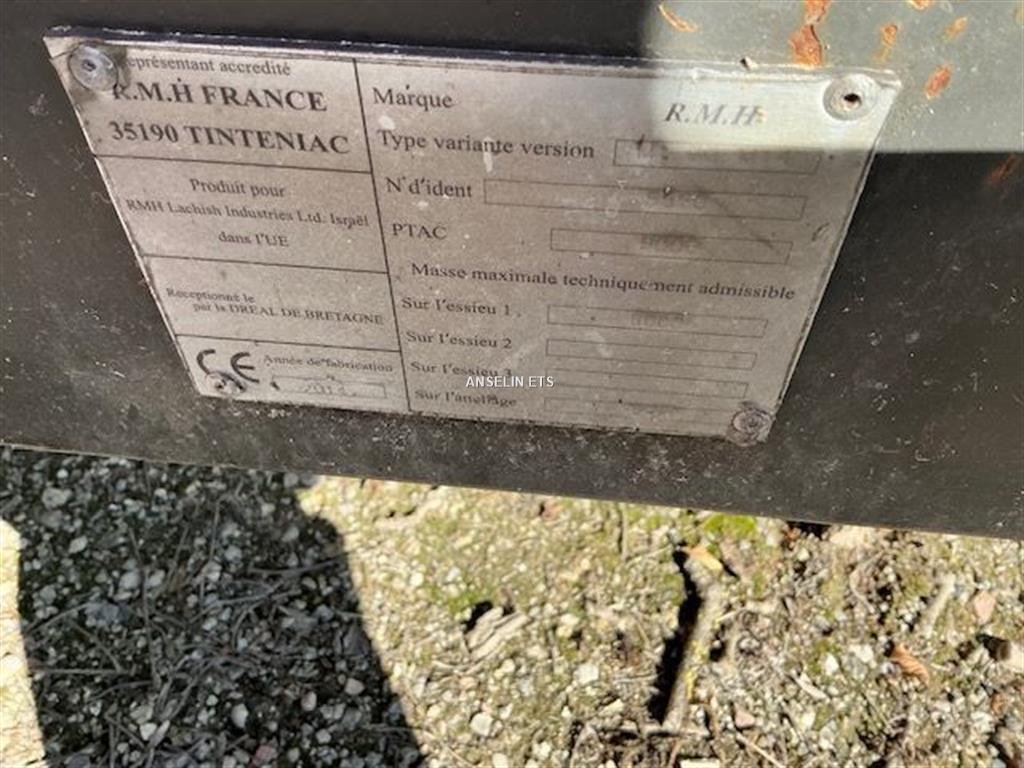 Représentant accredité
R.M.H FRANCE
35190 TINTENIAC
Produit pour
RMH Lachish Industries Ltd. Israël
dans l'UE
Receptionné le
par la DREAL DE BRETAGNE
CE
Année de fabrication
Marque R.M.H
Type variante version
N°d'ident
PTAC
Masse maximale techniquement admissible
Sur l'essieu 1
Sur l'essieu 2
Sur l'essieu 3
Sur l'attelage
ANSELIN ETS